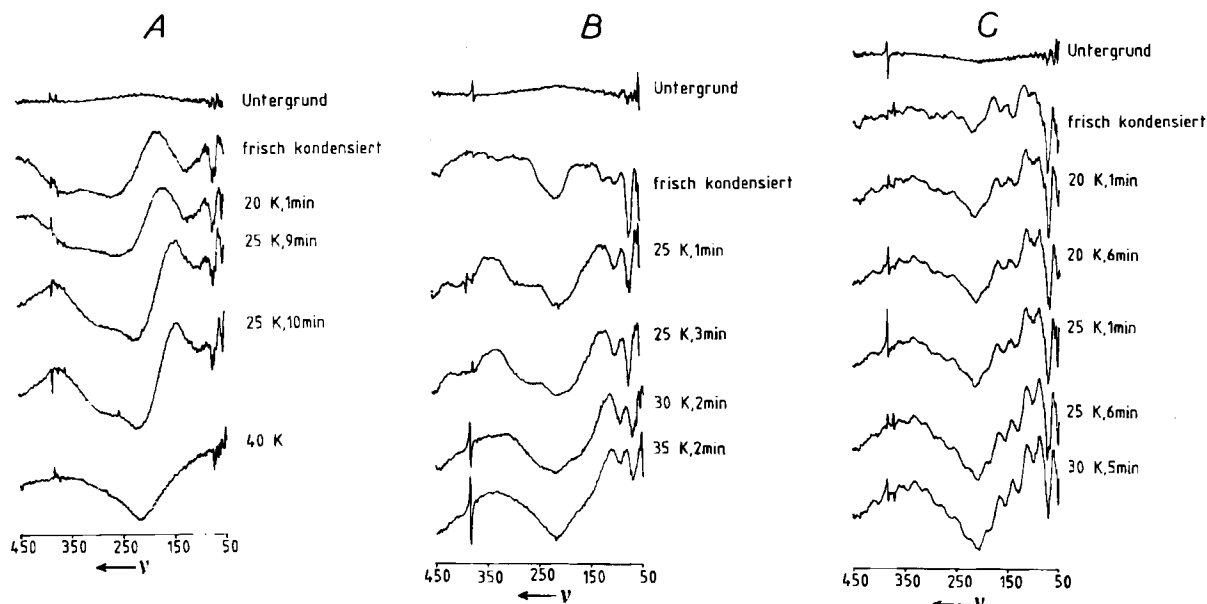 A
Untergrund
frisch kondensiert
20 K,1min
25 K,9min
25 K,10min
40 K
450 350 250 150 50
ν
B
Untergrund
frisch kondensiert
25 K,1min
25 K,3min
30 K,2min
35 K,2min
450 350 250 150 50
ν
C
Untergrund
frisch kondensiert
20 K,1min
20 K,6min
25 K,1min
25 K,6min
30 K,5min
450 350 250 150 50
ν